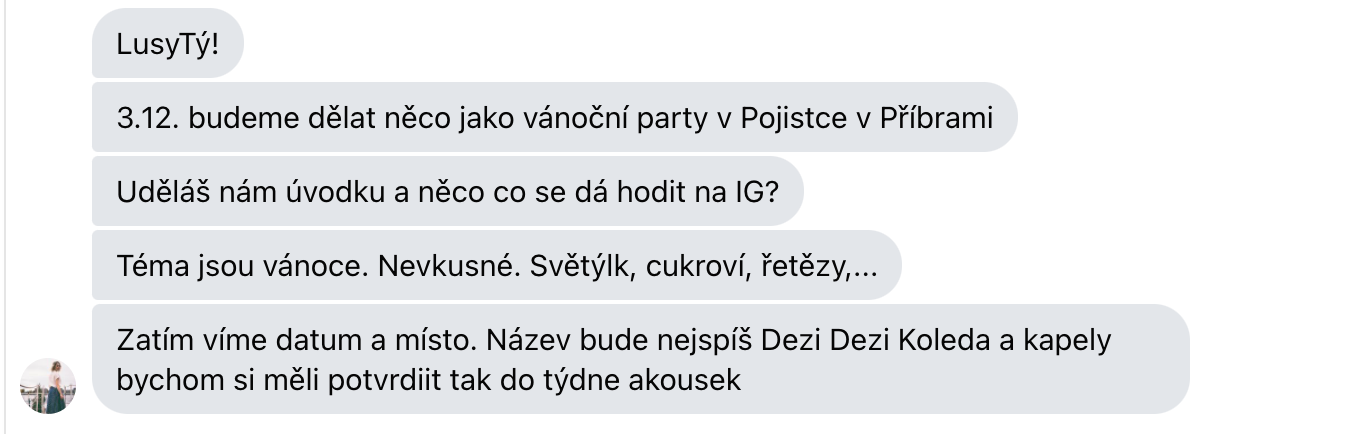 LusyTý!
3.12. budeme dělat něco jako vánoční party v Pojistce v Příbrami
Uděláš nám úvodku a něco co se dá hodit na IG?
Téma jsou vánoce. Nevkusné. Světýlk, cukroví, řetězy,...
Zatím víme datum a místo. Název bude nejspíš Dezi Dezi Koleda a kapely
bychom si měli potvrdiit tak do týdne akousek